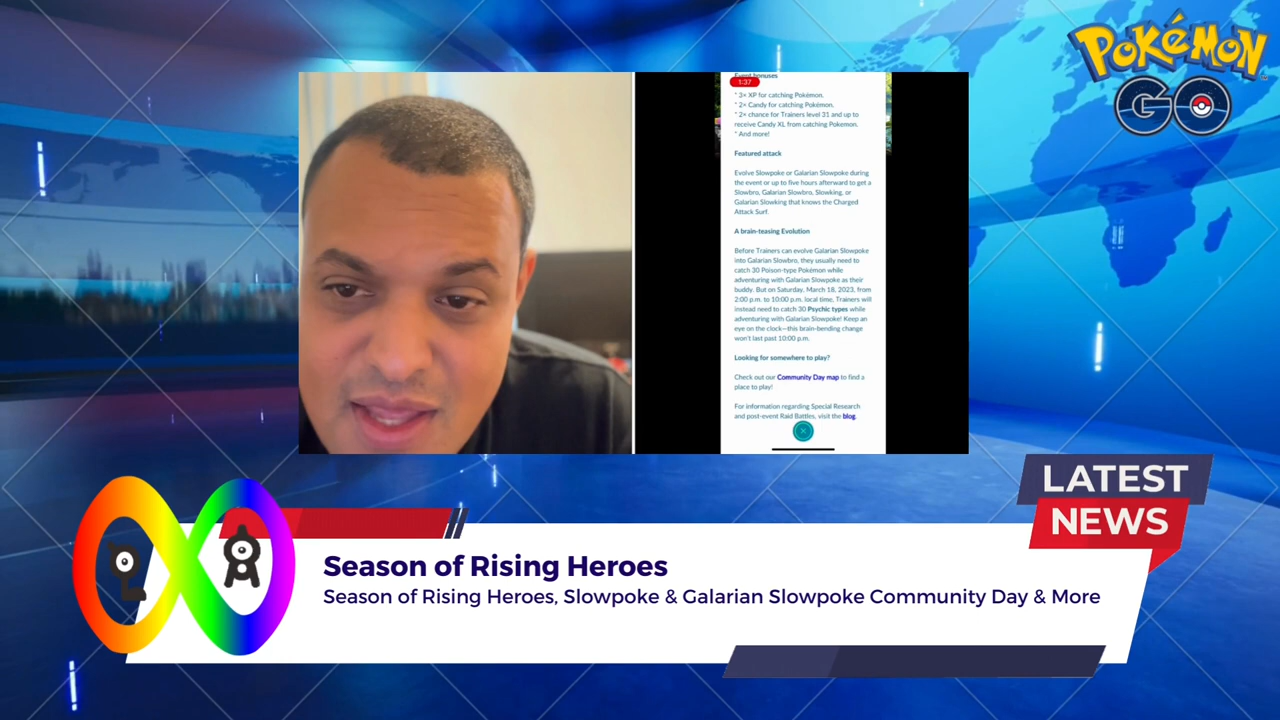 POKéMON
GO
Event bonuses
1:37
* 3× XP for catching Pokémon.
* 2× Candy for catching Pokémon.
* 2× chance for Trainers level 31 and up to
receive Candy XL from catching Pokémon.
* And more!
Featured attack
Evolve Slowpoke or Galarian Slowpoke during
the event or up to five hours afterward to get a
Slowbro, Galarian Slowbro, Slowking, or
Galarian Slowking that knows the Charged
Attack Surf.
A brain-teasing Evolution
Before Trainers can evolve Galarian Slowpoke
into Galarian Slowbro, they usually need to
catch 30 Poison-type Pokémon while
adventuring with Galarian Slowpoke as their
buddy. But on Saturday, March 18, 2023, from
2:00 p.m. to 10:00 p.m. local time, Trainers will
instead need to catch 30 Psychic types while
adventuring with Galarian Slowpoke! Keep an
eye on the clock—this brain-bending change
won't last past 10:00 p.m.
Looking for somewhere to play?
Check out our Community Day map to find a
place to play!
For information regarding Special Research
and post-event Raid Battles, visit the blog.
LATEST
NEWS
Season of Rising Heroes
Season of Rising Heroes, Slowpoke & Galarian Slowpoke Community Day & More